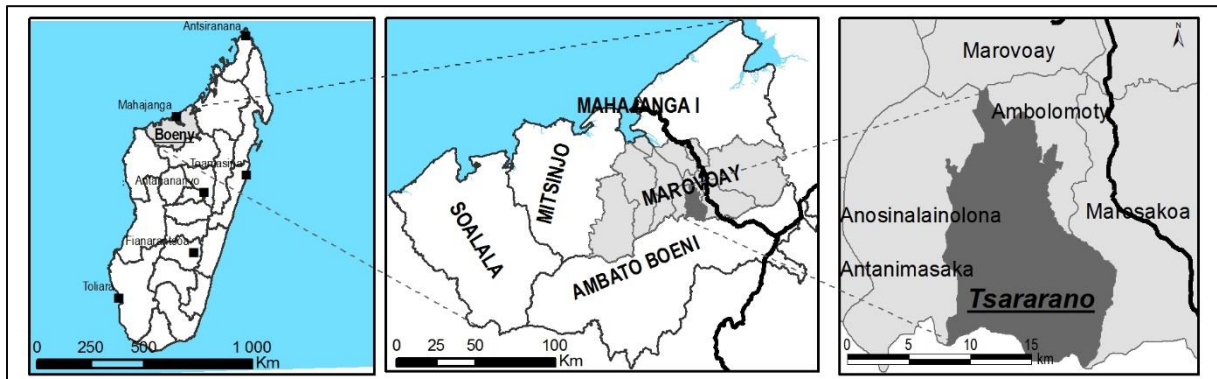 Antsiranana
Mahajanga
Boeny
Toamasina
Antananarivo
Fianarantsoa
Toliara
0 250 500 1 000
Km
MAHAJANGA I
MITSINJO
MAROVOAY
SOALALA
AMBATO BOENI
0 25 50 100
Km
N
Marovoay
Ambolomoty
Anosinalainolona
Marosakoa
Antanimasaka
Tsararano
0 5 10 15
km